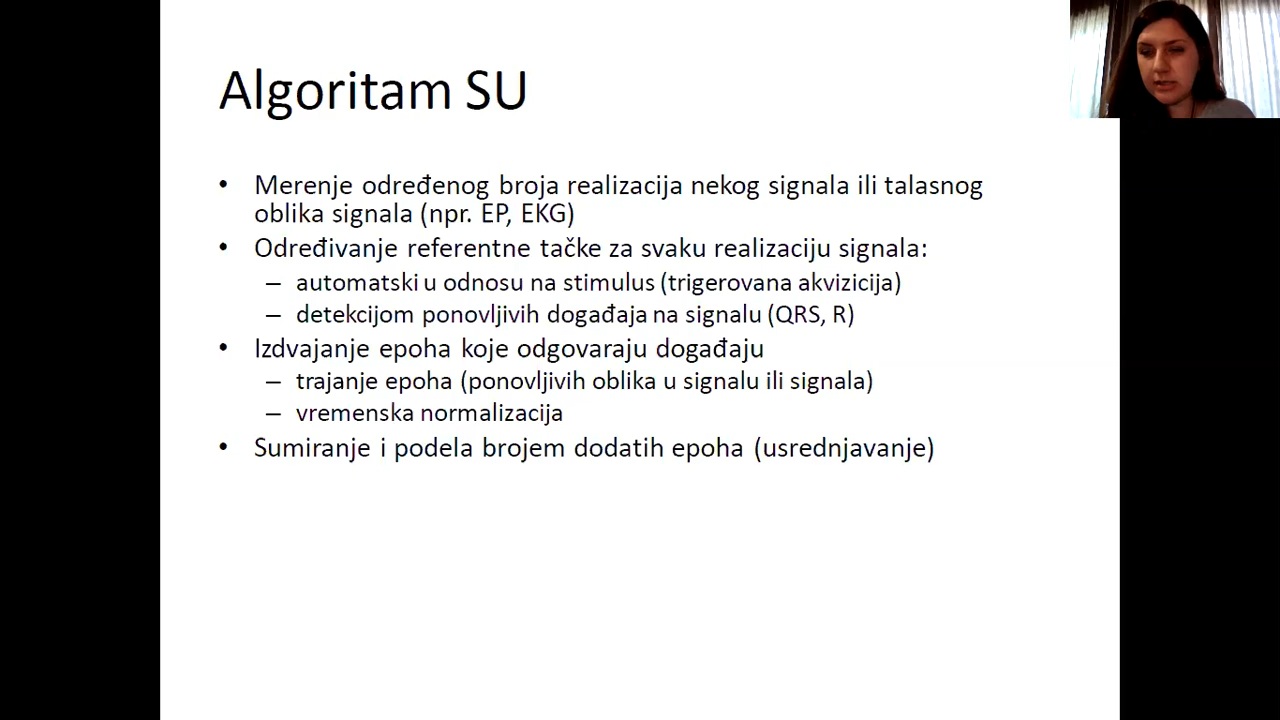 Algoritam SU
• Merenje određenog broja realizacija nekog signala ili talasnog
oblika signala (npr. EP, EKG)
• Određivanje referentne tačke za svaku realizaciju signala:
– automatski u odnosu na stimulus (trigerovana akvizicija)
– detekcijom ponovljivih događaja na signalu (QRS, R)
• Izdvajanje epoha koje odgovaraju događaju
– trajanje epoha (ponovljivih oblika u signalu ili signala)
– vremenska normalizacija
• Sumiranje i podela brojem dodatih epoha (usrednjavanje)